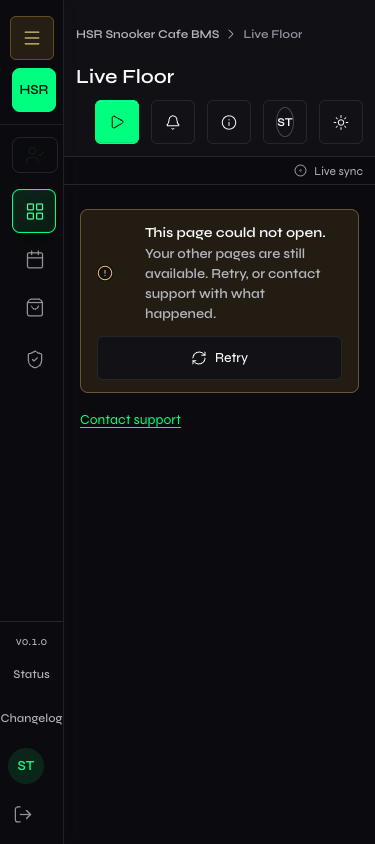 HSR Snooker Cafe BMS > Live Floor
HSR
Live Floor
ST
Live sync
This page could not open.
Your other pages are still
available. Retry, or contact
support with what
happened.
Retry
Contact support
v0.1.0
Status
Changelog
ST